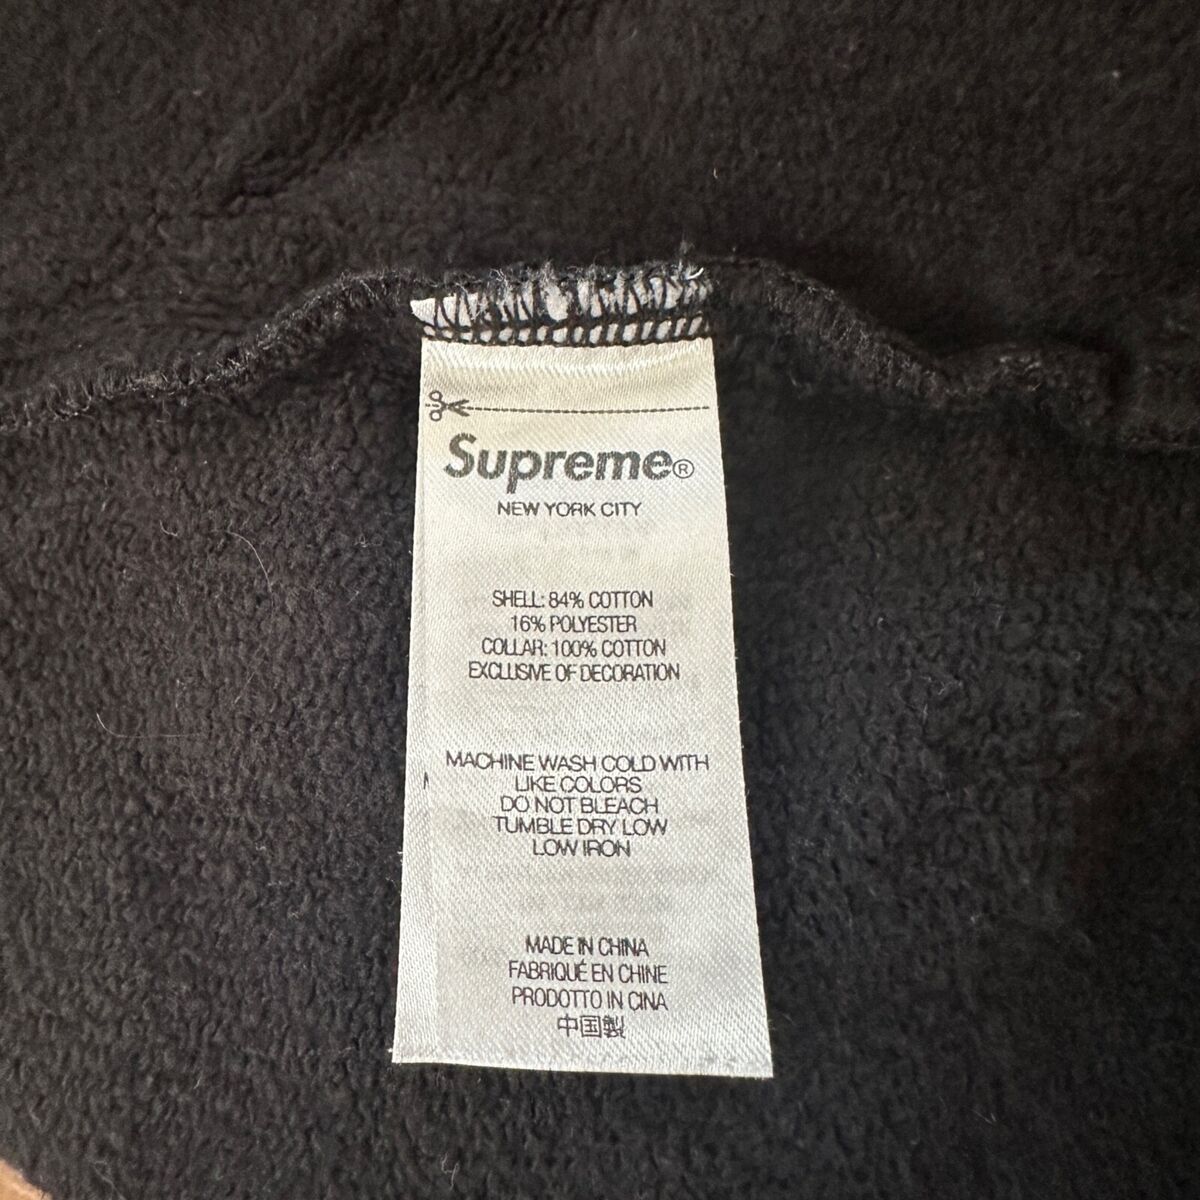 Supreme®
NEW YORK CITY
SHELL: 84% COTTON
16% POLYESTER
COLLAR: 100% COTTON
EXCLUSIVE OF DECORATION
MACHINE WASH COLD WITH
LIKE COLORS
DO NOT BLEACH
TUMBLE DRY LOW
LOW IRON
MADE IN CHINA
FABRIQUÉ EN CHINE
PRODOTTO IN CINA
中国製